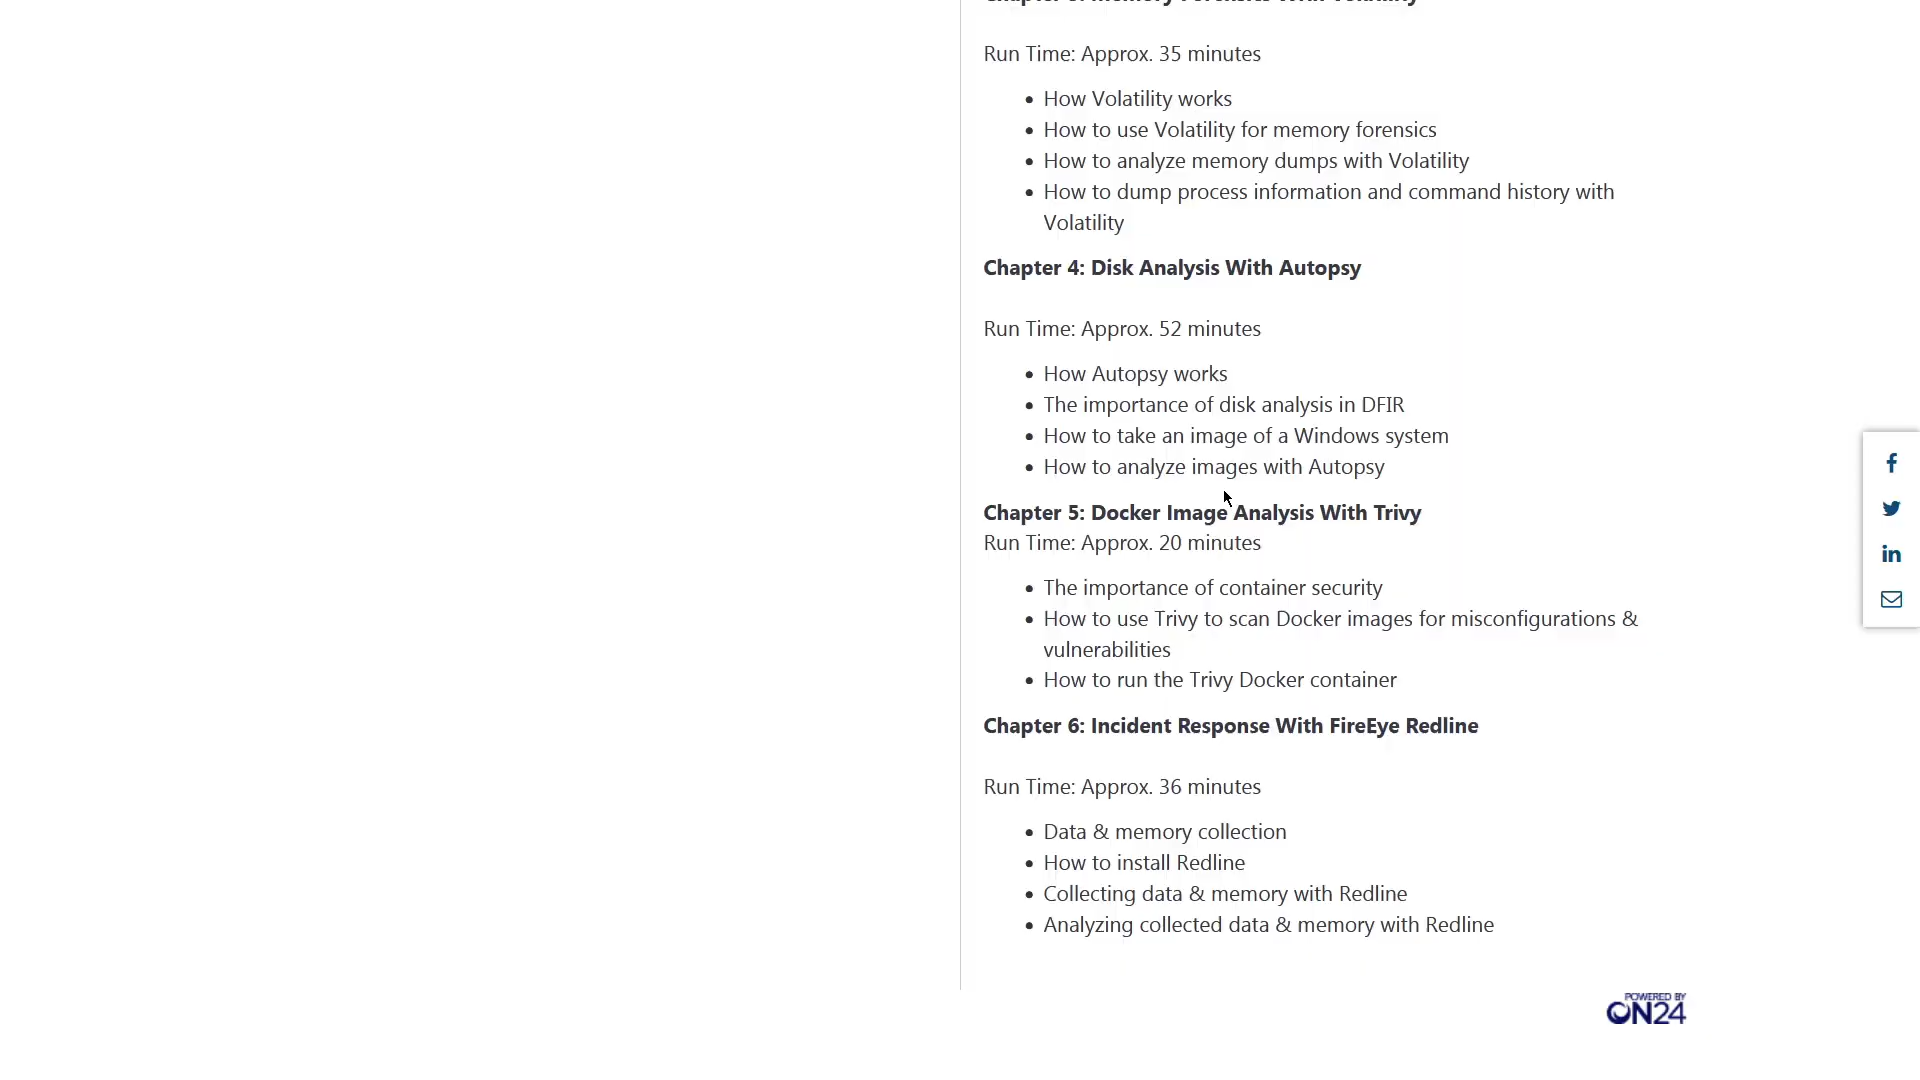 Run Time: Approx. 35 minutes
• How Volatility works
• How to use Volatility for memory forensics
• How to analyze memory dumps with Volatility
• How to dump process information and command history with
Volatility
Chapter 4: Disk Analysis With Autopsy
Run Time: Approx. 52 minutes
• How Autopsy works
• The importance of disk analysis in DFIR
• How to take an image of a Windows system
• How to analyze images with Autopsy
Chapter 5: Docker Image Analysis With Trivy
Run Time: Approx. 20 minutes
• The importance of container security
• How to use Trivy to scan Docker images for misconfigurations &
vulnerabilities
• How to run the Trivy Docker container
Chapter 6: Incident Response With FireEye Redline
Run Time: Approx. 36 minutes
• Data & memory collection
• How to install Redline
• Collecting data & memory with Redline
• Analyzing collected data & memory with Redline
POWERED BY
ON24